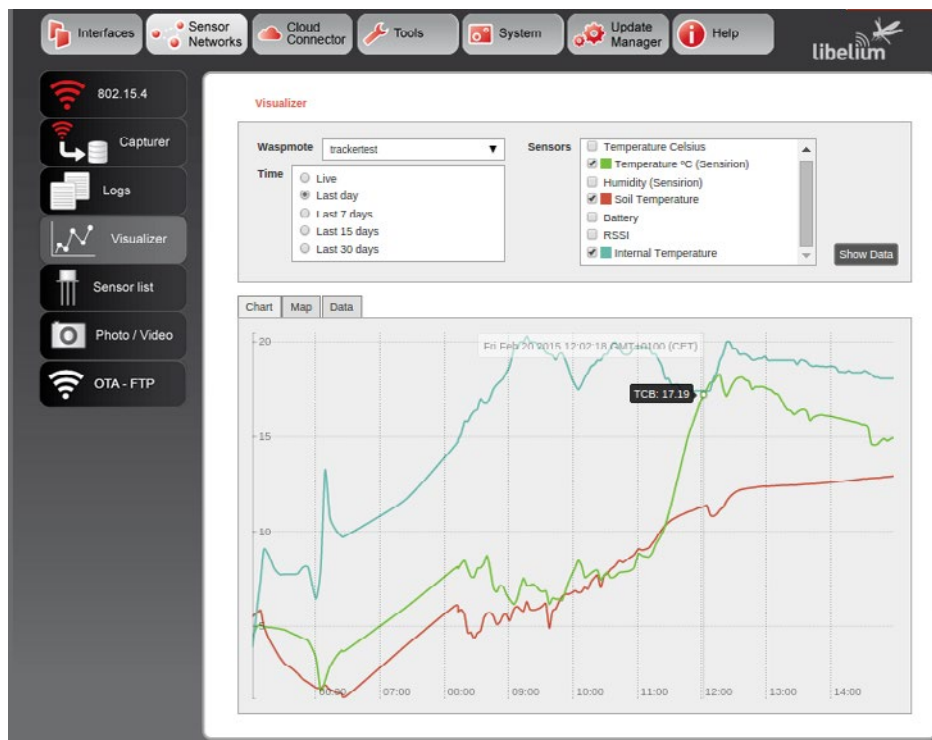 Interfaces
Sensor
Networks
Cloud
Connector
Tools
System
Update
Manager
Help
libelium
802.15.4
Capturer
Logs
Visualizer
Sensor list
Photo / Video
OTA - FTP
Visualizer
Waspmote
trackertest
Time
Live
Last day
Last 7 days
Last 15 days
Last 30 days
Sensors
Temperature Celsius
Temperature ºC (Sensirion)
Humidity (Sensirion)
Soil Temperature
Battery
RSSI
Internal Temperature
Show Data
Chart
Map
Data
Fri Feb 20 2015 12:02:18 GMT+0100 (CET)
TCB: 17.19
20
15
10
5
07:00
09:00
10:00
11:00
12:00
13:00
14:00